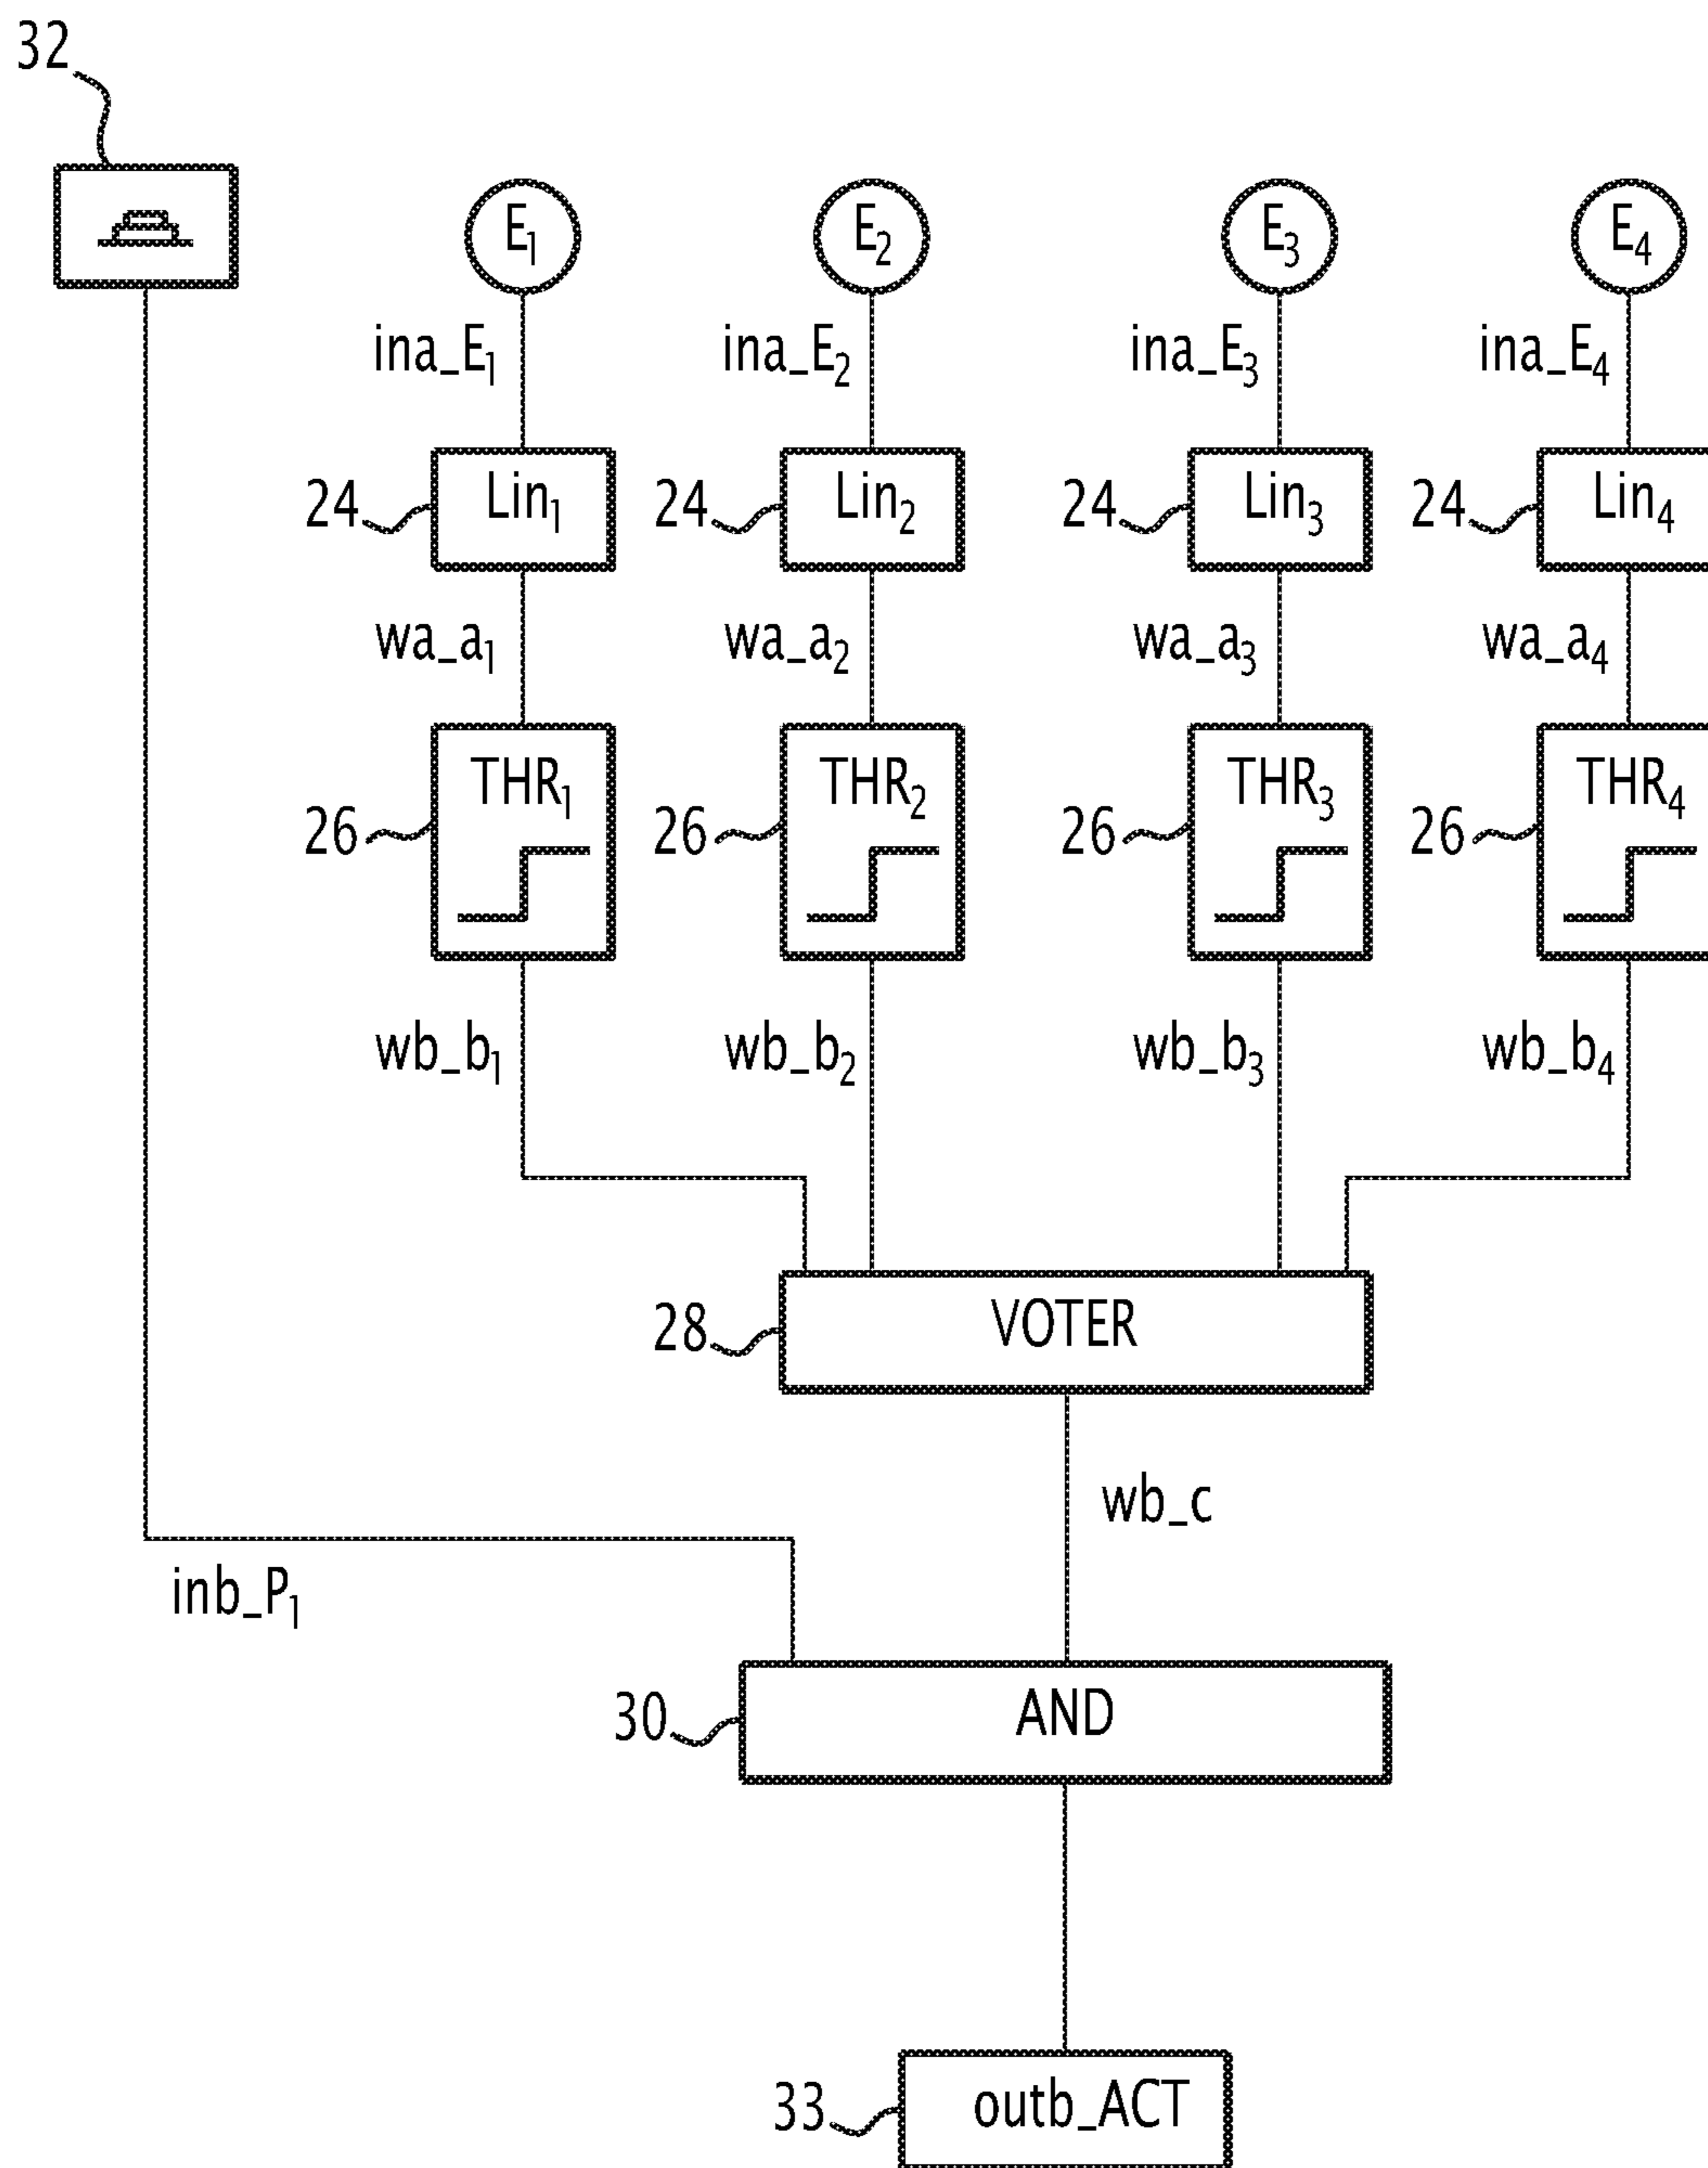 32
E₁ E₂ E₃ E₄
ina_E₁ ina_E₂ ina_E₃ ina_E₄
24 Lin₁ 24 Lin₂ 24 Lin₃ 24 Lin₄
wa_a₁ wa_a₂ wa_a₃ wa_a₄
THR₁ THR₂ THR₃ THR₄
26 26 26 26
wb_b₁ wb_b₂ wb_b₃ wb_b₄
28 VOTER
wb_c
inb_P₁
30 AND
33 outb_ACT